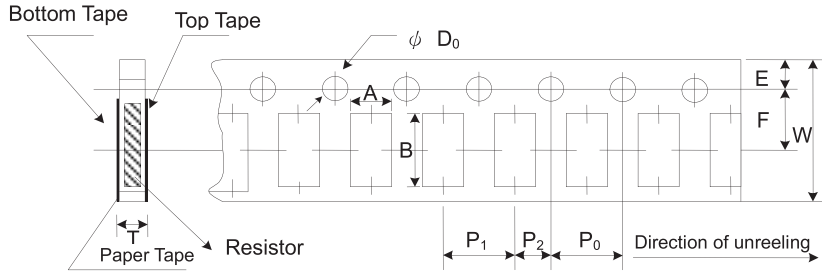 Bottom Tape
Top Tape
ϕ D₀
E
A
F
W
B
T
P₁
P₂
P₀
Direction of unreeling
Resistor
Paper Tape